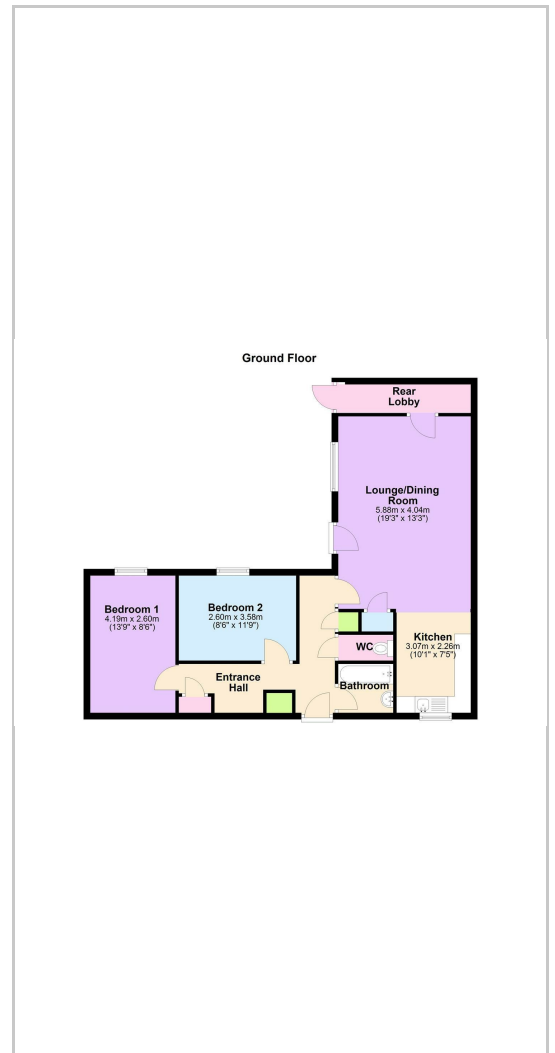 Ground Floor
Rear
Lobby
Lounge/Dining
Room
5.88m x 4.04m
(19'3" x 13'3")
Bedroom 1
4.19m x 2.60m
(13'9" x 8'6")
Bedroom 2
2.60m x 3.58m
(8'6" x 11'9")
WC
Kitchen
3.07m x 2.26m
(10'1" x 7'5")
Entrance
Hall
Bathroom